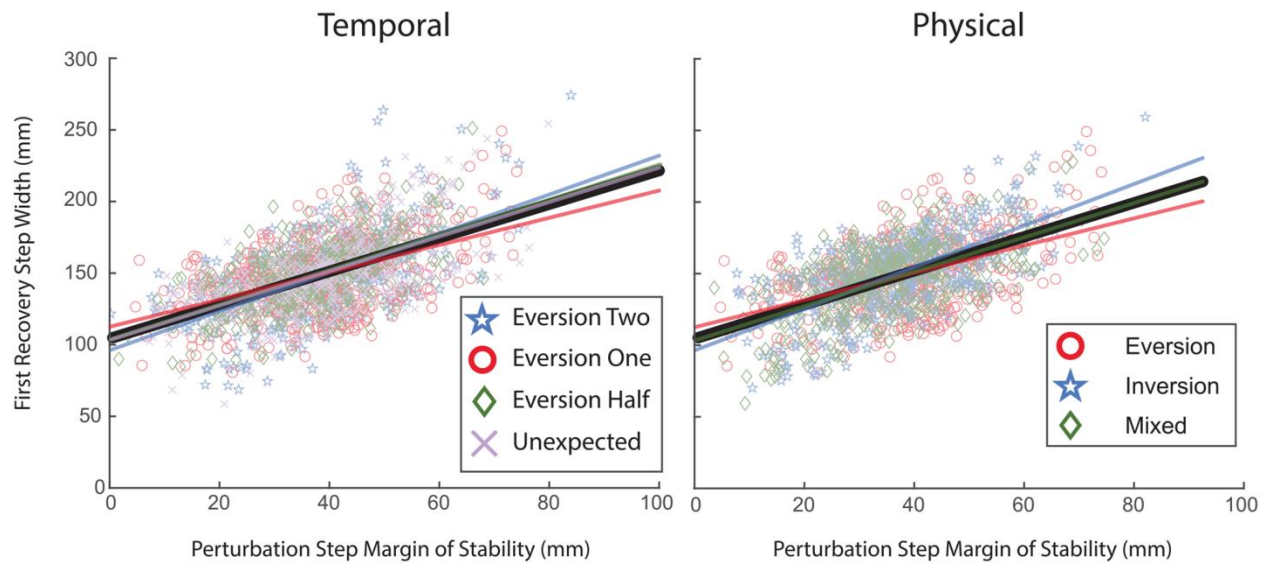 Temporal
Physical
First Recovery Step Width (mm)
300
250
200
150
100
50
0
Eversion Two
Eversion One
Eversion Half
Unexpected
Eversion
Inversion
Mixed
0 20 40 60 80 100
0 20 40 60 80 100
Perturbation Step Margin of Stability (mm)
Perturbation Step Margin of Stability (mm)